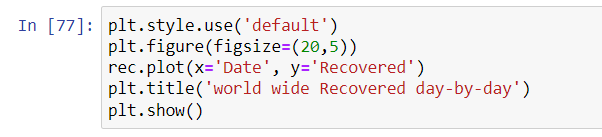 In [77]: plt.style.use('default')
plt.figure(figsize=(20,5))
rec.plot(x='Date', y='Recovered')
plt.title('world wide Recovered day-by-day')
plt.show()